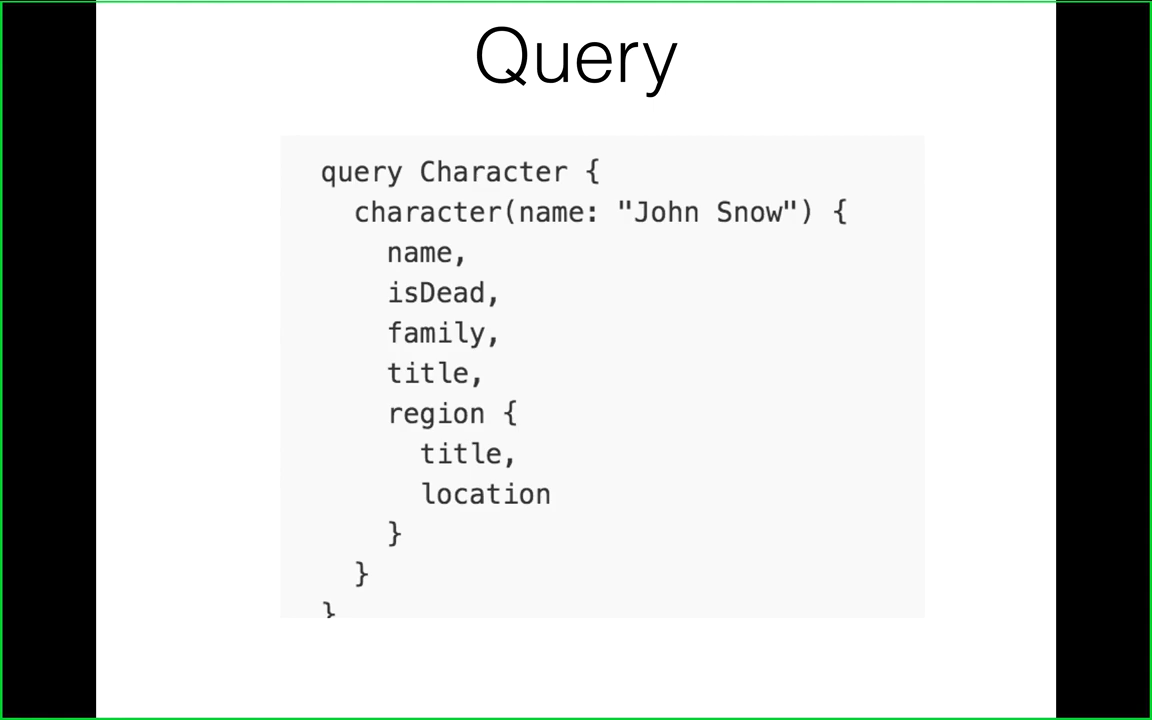 Query
query Character {
  character(name: "John Snow") {
    name,
    isDead,
    family,
    title,
    region {
      title,
      location
    }
  }
}